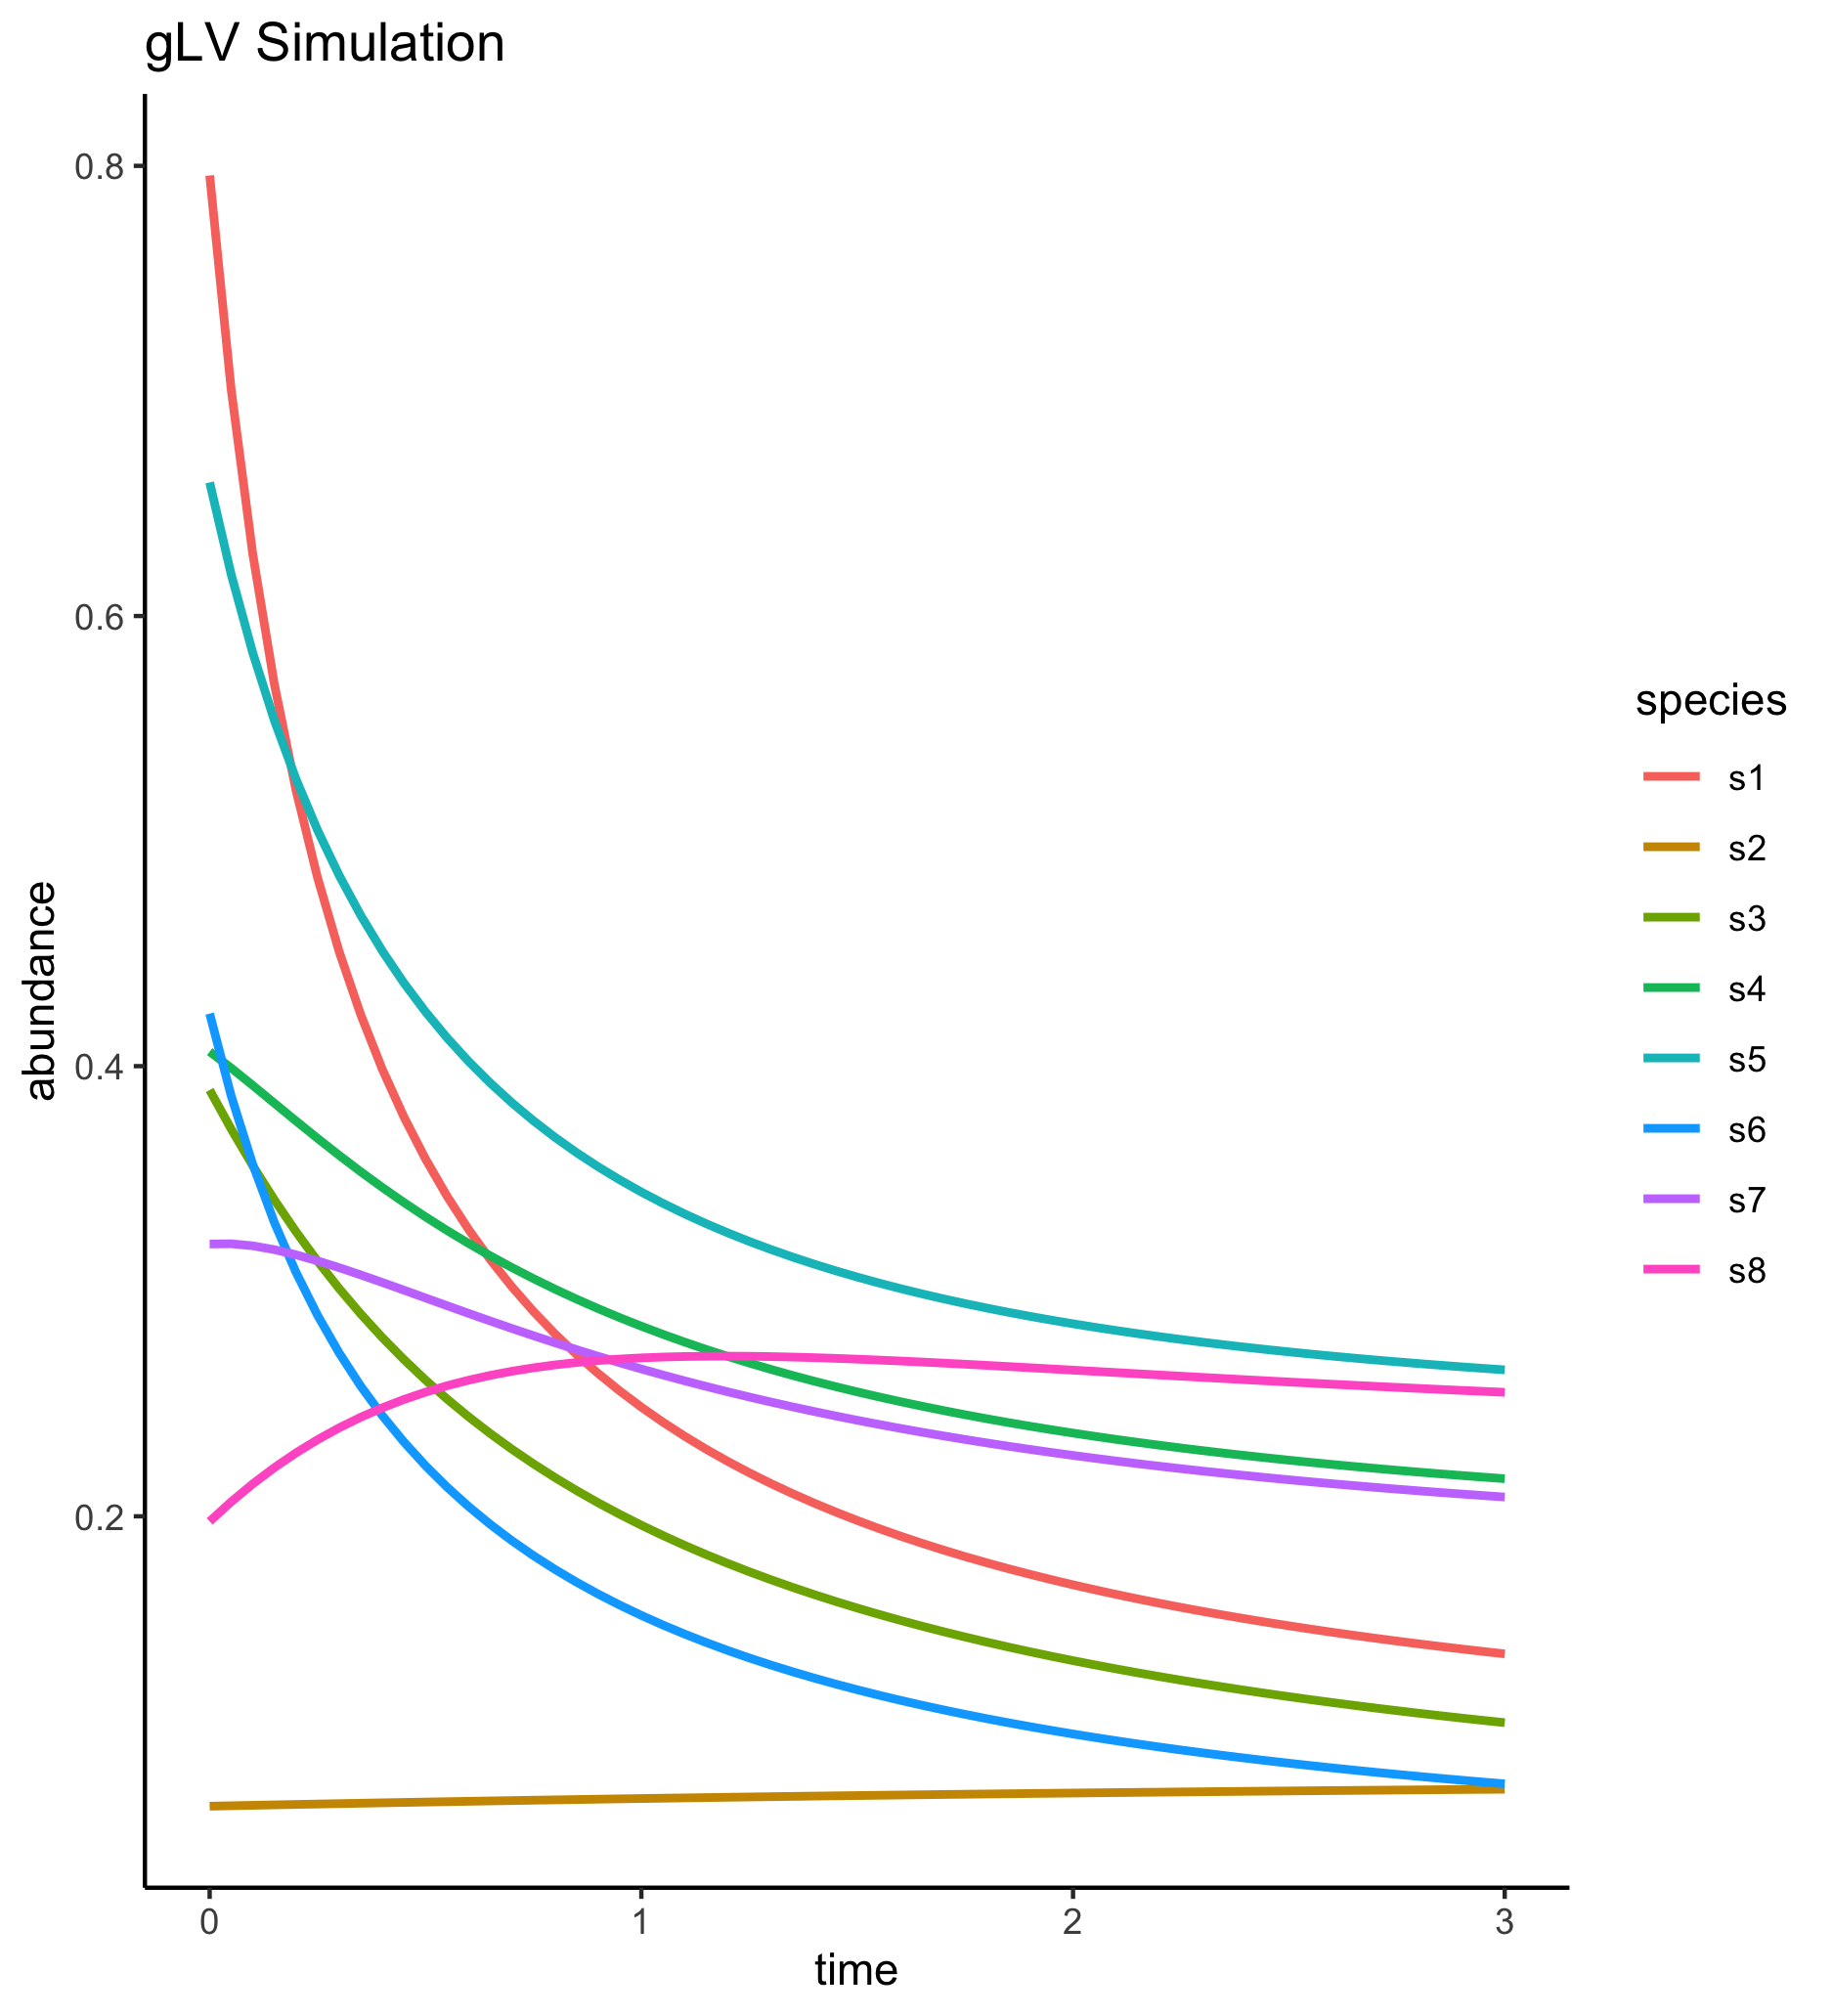 gLV Simulation
abundance
0.8
0.6
0.4
0.2
0 1 2 3
time
species
s1
s2
s3
s4
s5
s6
s7
s8